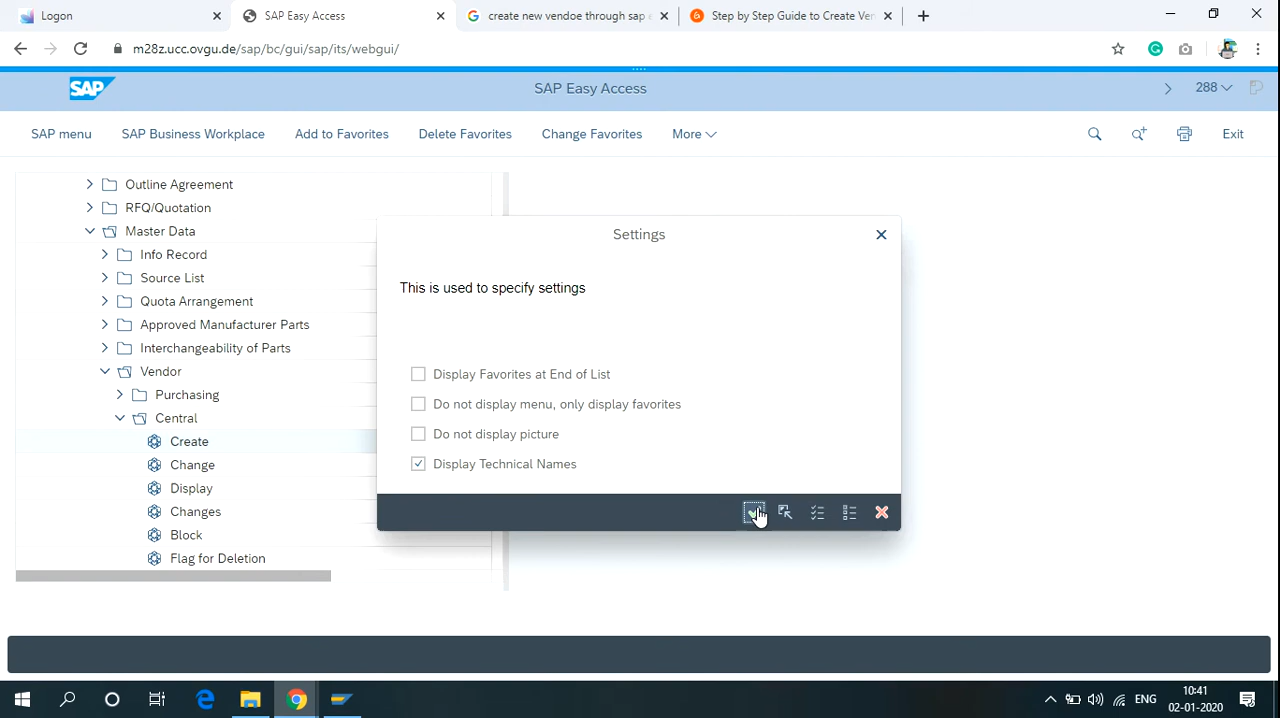 Logon
SAP Easy Access
create new vendoe through sap e
Step by Step Guide to Create Ven
m28z.ucc.ovgu.de/sap/bc/gui/sap/its/webgui/
SAP
SAP Easy Access
288
SAP menu
SAP Business Workplace
Add to Favorites
Delete Favorites
Change Favorites
More
Exit
Outline Agreement
RFQ/Quotation
Master Data
Info Record
Source List
Quota Arrangement
Approved Manufacturer Parts
Interchangeability of Parts
Vendor
Purchasing
Central
Create
Change
Display
Changes
Block
Flag for Deletion
Settings
This is used to specify settings
Display Favorites at End of List
Do not display menu, only display favorites
Do not display picture
Display Technical Names
ENG
10:41
02-01-2020